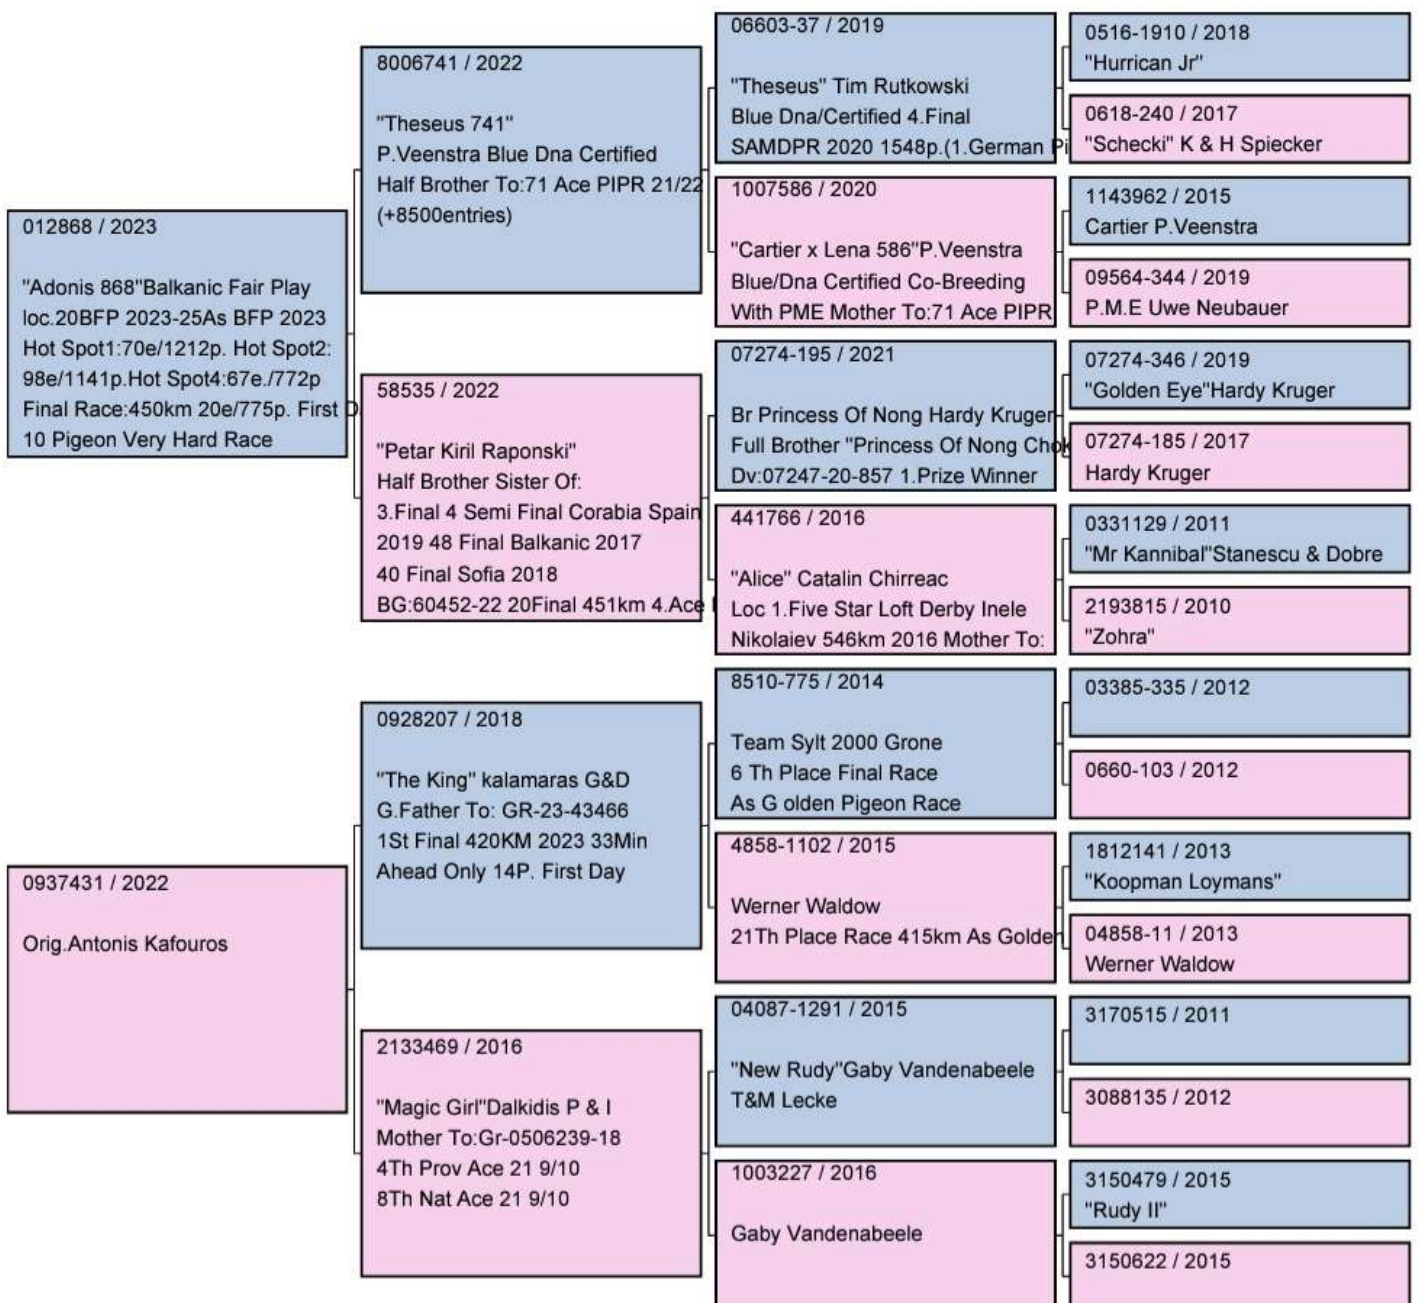 012868 / 2023
"Adonis 868"Balkanic Fair Play
loc.20BFP 2023-25As BFP 2023
Hot Spot1:70e/1212p. Hot Spot2:
98e/1141p.Hot Spot4:67e./772p
Final Race:450km 20e/775p. First D
10 Pigeon Very Hard Race
0937431 / 2022
Orig.Antonis Kafouros
8006741 / 2022
"Theseus 741"
P.Veenstra Blue Dna Certified
Half Brother To:71 Ace PIPR 21/22
(+8500entries)
58535 / 2022
"Petar Kiril Raponski"
Half Brother Sister Of:
3.Final 4 Semi Final Corabia Spain
2019 48 Final Balkanic 2017
40 Final Sofia 2018
BG:60452-22 20Final 451km 4.Ace
0928207 / 2018
"The King" kalamaras G&D
G.Father To: GR-23-43466
1St Final 420KM 2023 33Min
Ahead Only 14P. First Day
2133469 / 2016
"Magic Girl"Dalkidis P & I
Mother To:Gr-0506239-18
4Th Prov Ace 21 9/10
8Th Nat Ace 21 9/10
06603-37 / 2019
"Theseus" Tim Rutkowski
Blue Dna/Certified 4.Final
SAMDPR 2020 1548p.(1.German Pi
1007586 / 2020
"Cartier x Lena 586"P.Veenstra
Blue/Dna Certified Co-Breeding
With PME Mother To:71 Ace PIPR
07274-195 / 2021
Br Princess Of Nong Hardy Kruger
Full Brother "Princess Of Nong Chok
Dv:07247-20-857 1.Prize Winner
441766 / 2016
"Alice" Catalin Chirreac
Loc 1.Five Star Loft Derby Inele
Nikolaiev 546km 2016 Mother To:
8510-775 / 2014
Team Sylt 2000 Grone
6 Th Place Final Race
As G olden Pigeon Race
4858-1102 / 2015
Werner Waldow
21Th Place Race 415km As Golden
04087-1291 / 2015
"New Rudy"Gaby Vandenabeele
T&M Lecke
1003227 / 2016
Gaby Vandenabeele
0516-1910 / 2018
"Hurrican Jr"
0618-240 / 2017
"Schecki" K & H Spiecker
1143962 / 2015
Cartier P.Veenstra
09564-344 / 2019
P.M.E Uwe Neubauer
07274-346 / 2019
"Golden Eye"Hardy Kruger
07274-185 / 2017
Hardy Kruger
0331129 / 2011
"Mr Kannibal"Stanescu & Dobre
2193815 / 2010
"Zohra"
03385-335 / 2012
0660-103 / 2012
1812141 / 2013
"Koopman Loymans"
04858-11 / 2013
Werner Waldow
3170515 / 2011
3088135 / 2012
3150479 / 2015
"Rudy II"
3150622 / 2015